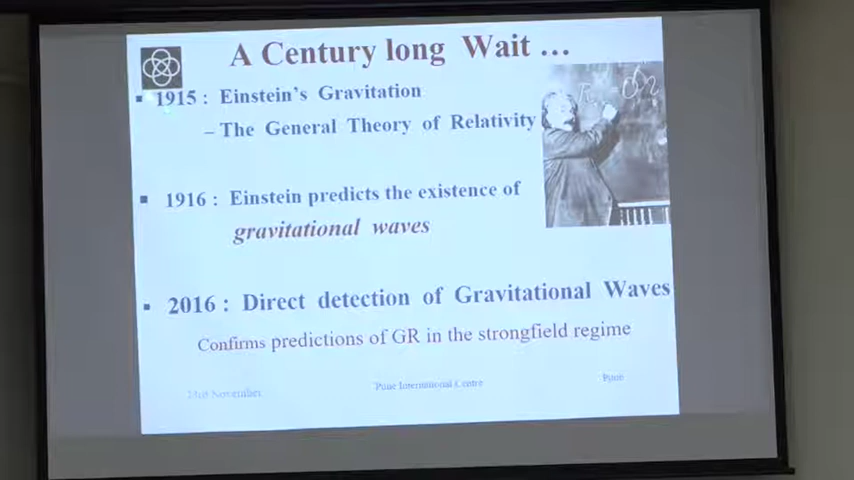 A Century long Wait ...
▪ 1915 : Einstein's Gravitation
– The General Theory of Relativity
▪ 1916 : Einstein predicts the existence of
gravitational waves
▪ 2016 : Direct detection of Gravitational Waves
Confirms predictions of GR in the strongfield regime
November Pune International Centre Pune